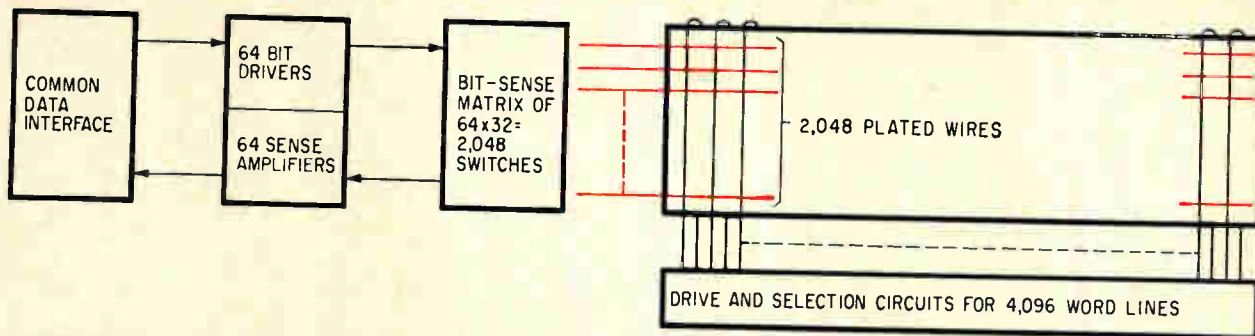 COMMON
DATA
INTERFACE
64 BIT
DRIVERS
64 SENSE
AMPLIFIERS
BIT-SENSE
MATRIX OF
64x32=
2,048
SWITCHES
2,048 PLATED WIRES
DRIVE AND SELECTION CIRCUITS FOR 4,096 WORD LINES